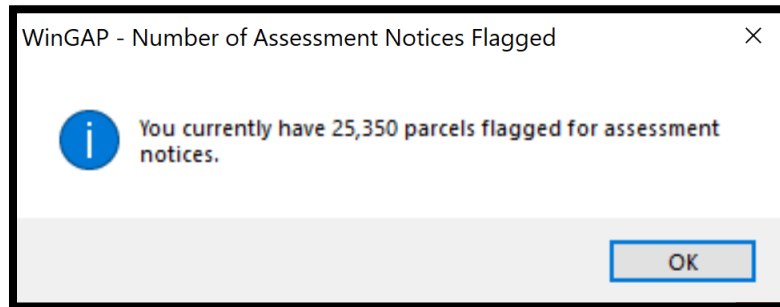 WinGAP - Number of Assessment Notices Flagged
You currently have 25,350 parcels flagged for assessment
notices.
OK